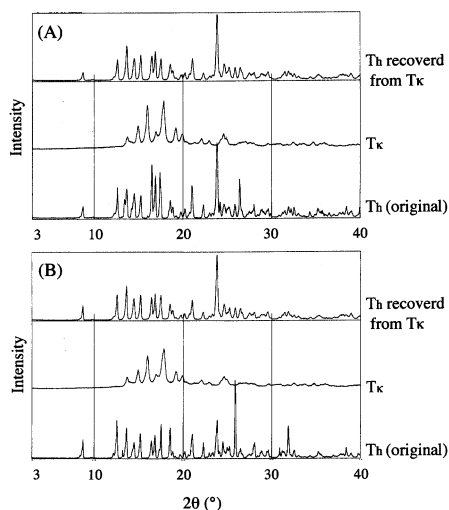 (A)
Th recoverd
from Tκ
Tκ
Th (original)
Intensity
3 10 20 30 40
(B)
Th recoverd
from Tκ
Tκ
Th (original)
Intensity
3 10 20 30 40
2θ (°)